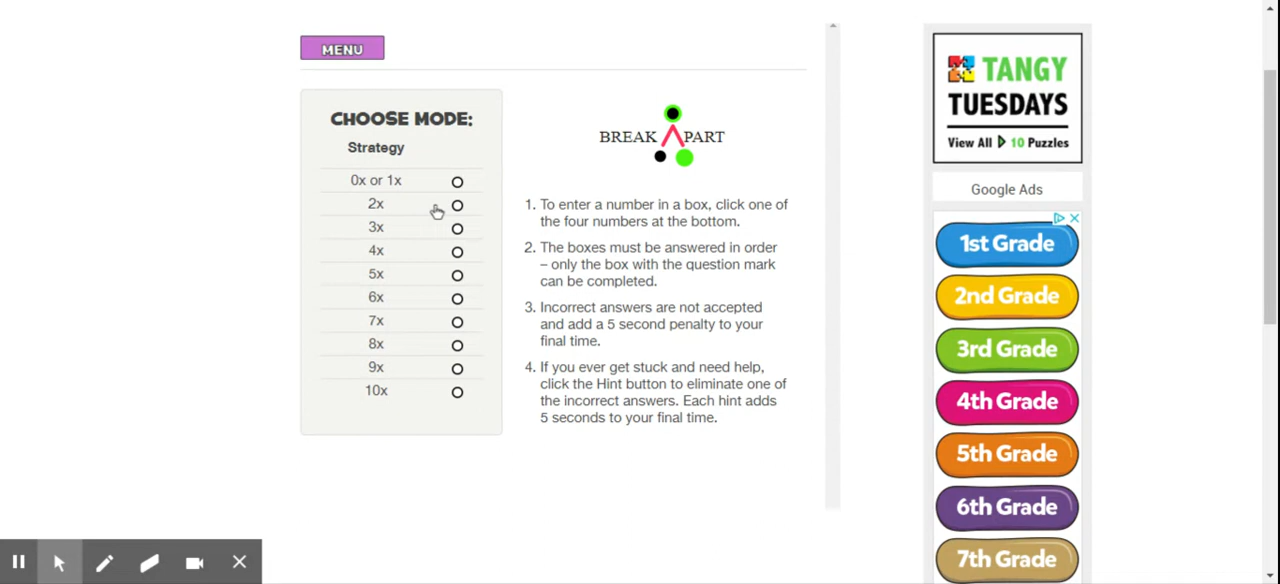 MENU
CHOOSE MODE:
Strategy
0x or 1x
2x
3x
4x
5x
6x
7x
8x
9x
10x
BREAK PART
1. To enter a number in a box, click one of
the four numbers at the bottom.
2. The boxes must be answered in order
– only the box with the question mark
can be completed.
3. Incorrect answers are not accepted
and add a 5 second penalty to your
final time.
4. If you ever get stuck and need help,
click the Hint button to eliminate one of
the incorrect answers. Each hint adds
5 seconds to your final time.
TANGY
TUESDAYS
View All 10 Puzzles
Google Ads
1st Grade
2nd Grade
3rd Grade
4th Grade
5th Grade
6th Grade
7th Grade